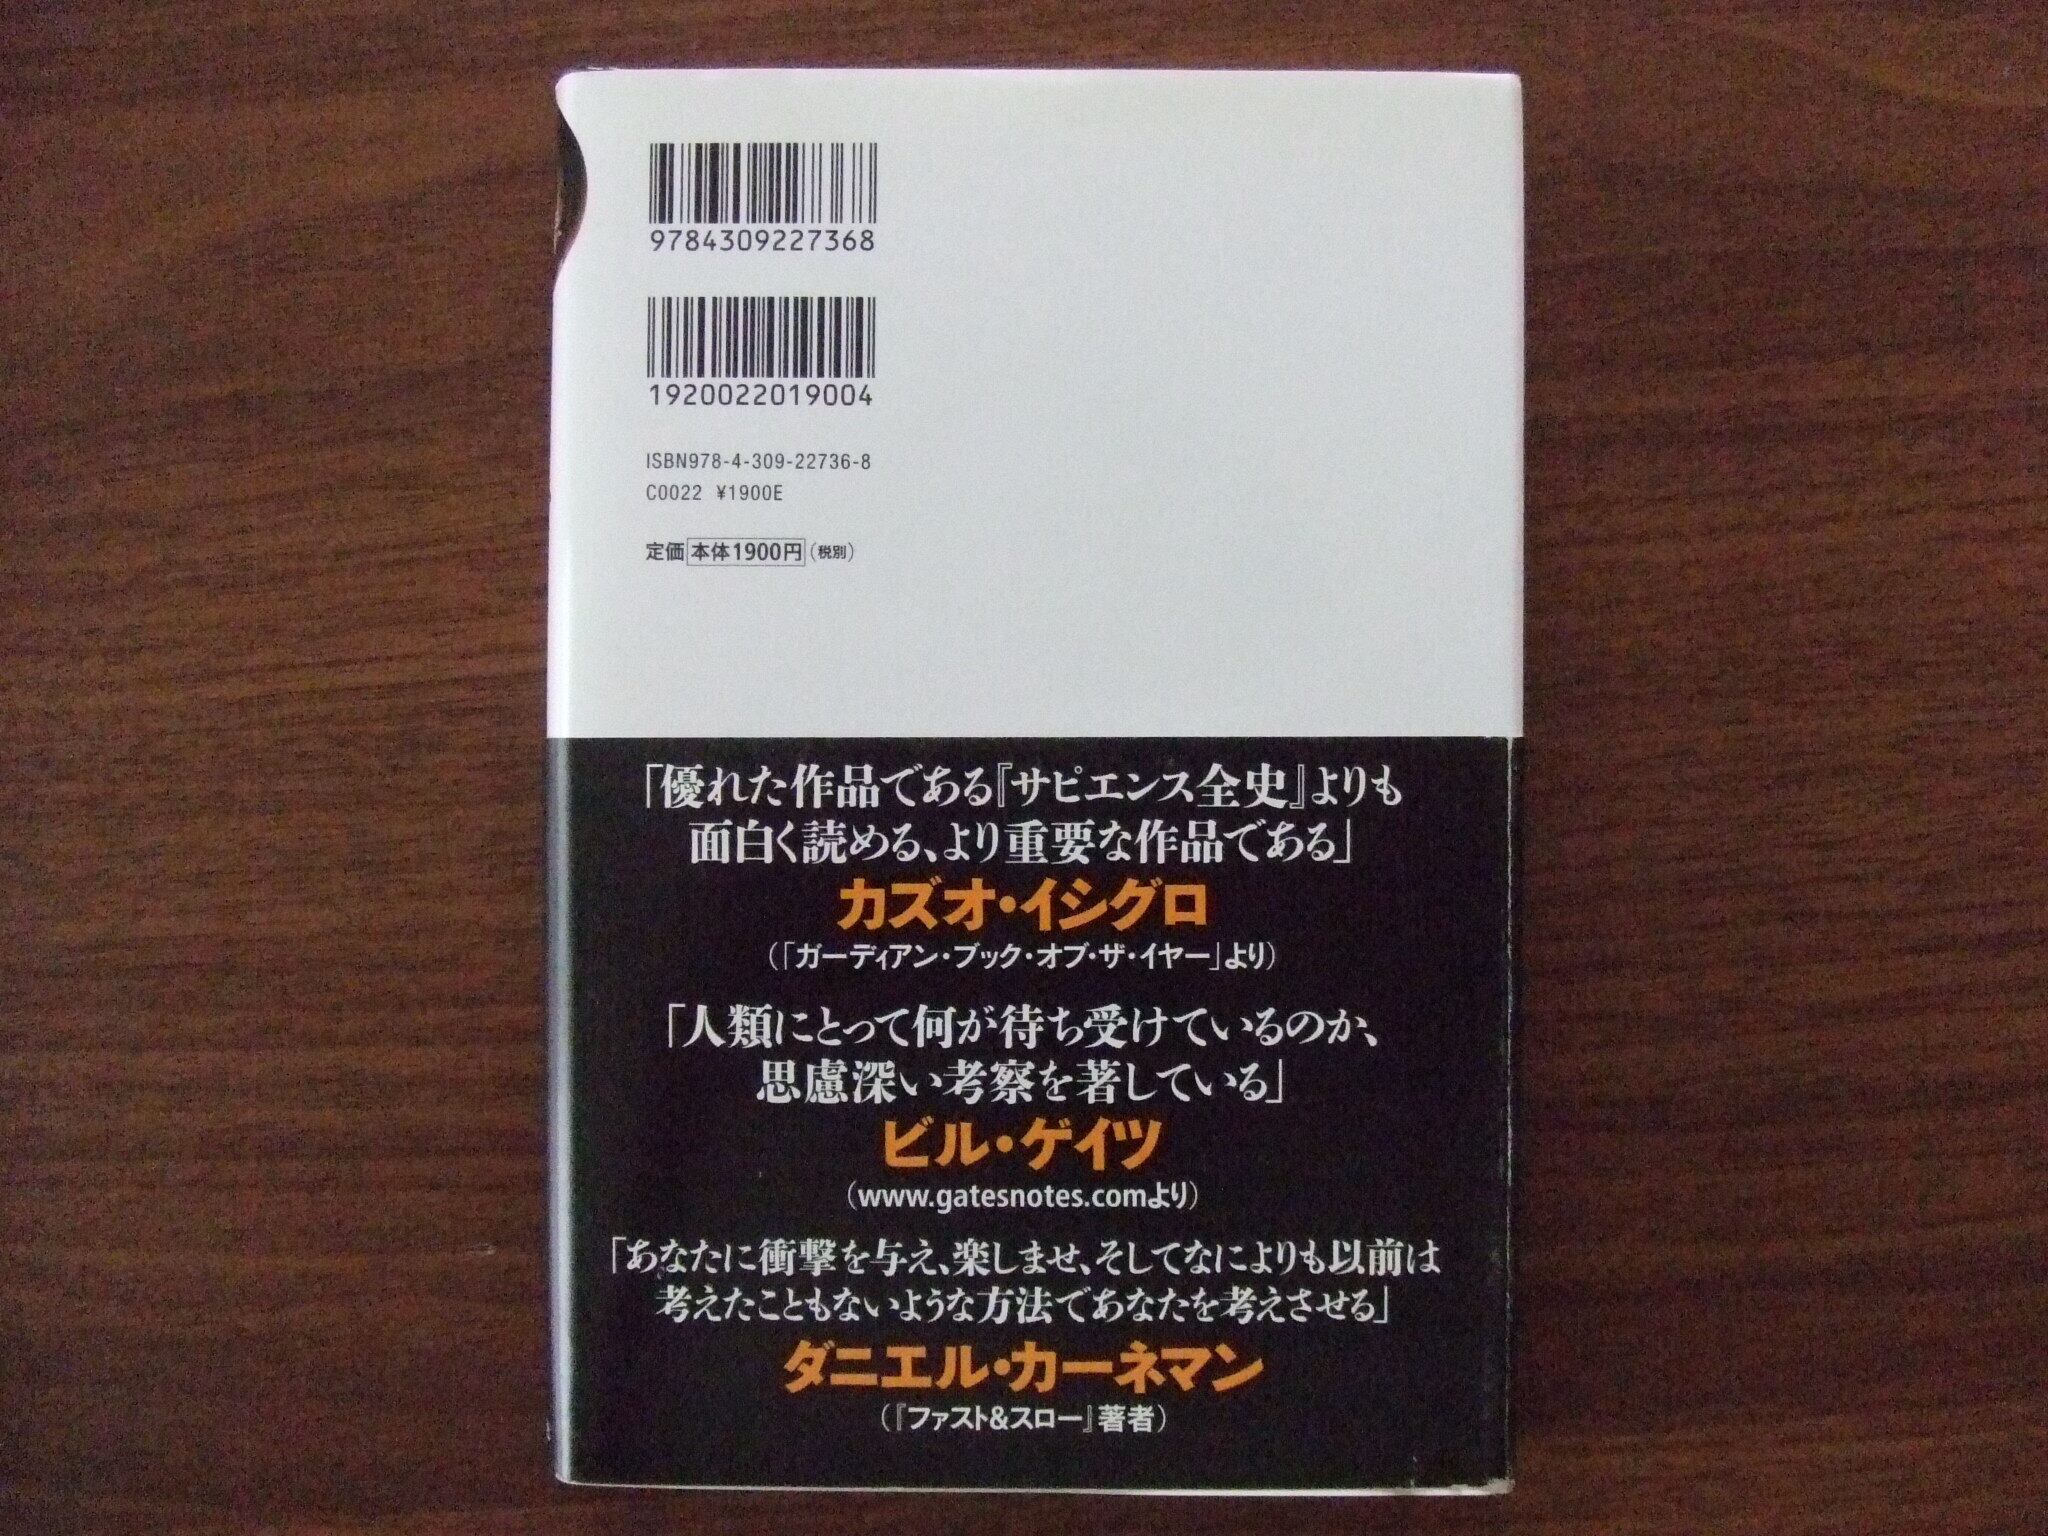 9784309227368
1920022019004
ISBN978-4-309-22736-8
C0022 ¥1900E
定価 本体1900円(税別)
「優れた作品である『サピエンス全史』よりも
面白く読める、より重要な作品である」
カズオ・イシグロ
(「ガーディアン・ブック・オブ・ザ・イヤー」より)
「人類にとって何が待ち受けているのか、
思慮深い考察を著している」
ビル・ゲイツ
(www.gatesnotes.comより)
「あなたに衝撃を与え、楽しませ、そしてなによりも以前は
考えたこともないような方法であなたを考えさせる」
ダニエル・カーネマン
(『ファスト&スロー』著者)